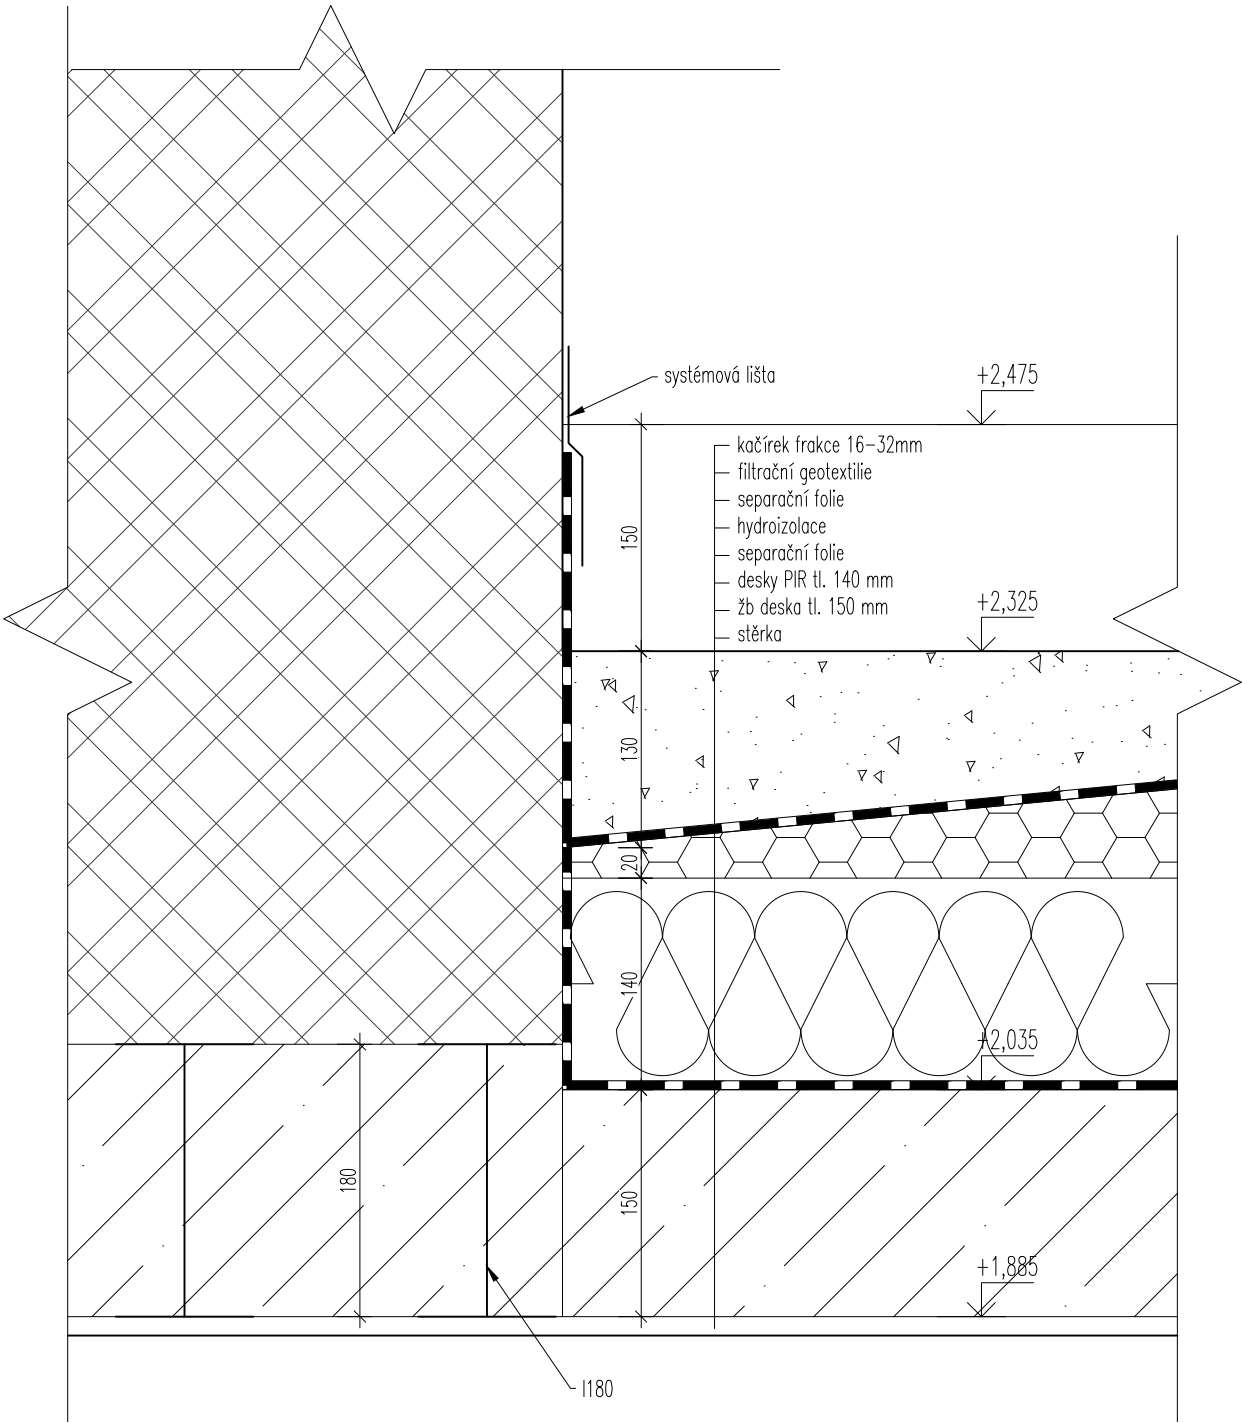 systémová lišta
+2,475
kačírek frakce 16-32mm
filtrační geotextilie
separační folie
hydroizolace
separační folie
desky PIR tl. 140 mm
žb deska tl. 150 mm
stěrka
150
+2,325
130
20
140
+2,035
180
150
+1,885
I180